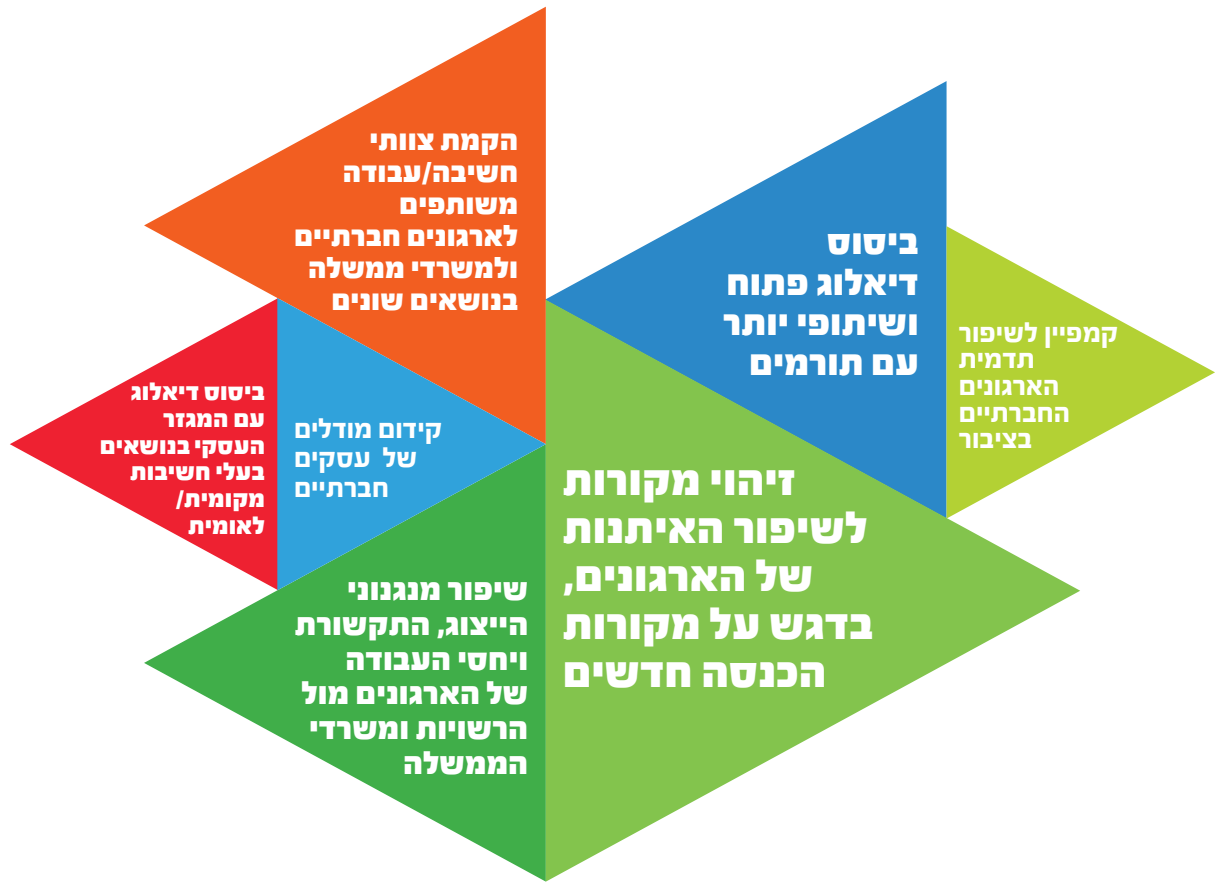 הקמת צוותי
חשיבה/עבודה
משותפים
לארגונים חברתיים
ולמשרדי ממשלה
בנושאים שונים
ביסוס
דיאלוג פתוח
ושיתופי יותר
עם תורמים
קמפיין לשיפור
תדמית
הארגונים
החברתיים
בציבור
ביסוס דיאלוג
עם המגזר
העסקי בנושאים
בעלי חשיבות
מקומית/
לאומית
קידום מודלים
של עסקים
חברתיים
זיהוי מקורות
לשיפור האיתנות
של הארגונים,
בדגש על מקורות
הכנסה חדשים
שיפור מנגנוני
הייצוג, התקשורת
ויחסי העבודה
של הארגונים מול
הרשויות ומשרדי
הממשלה